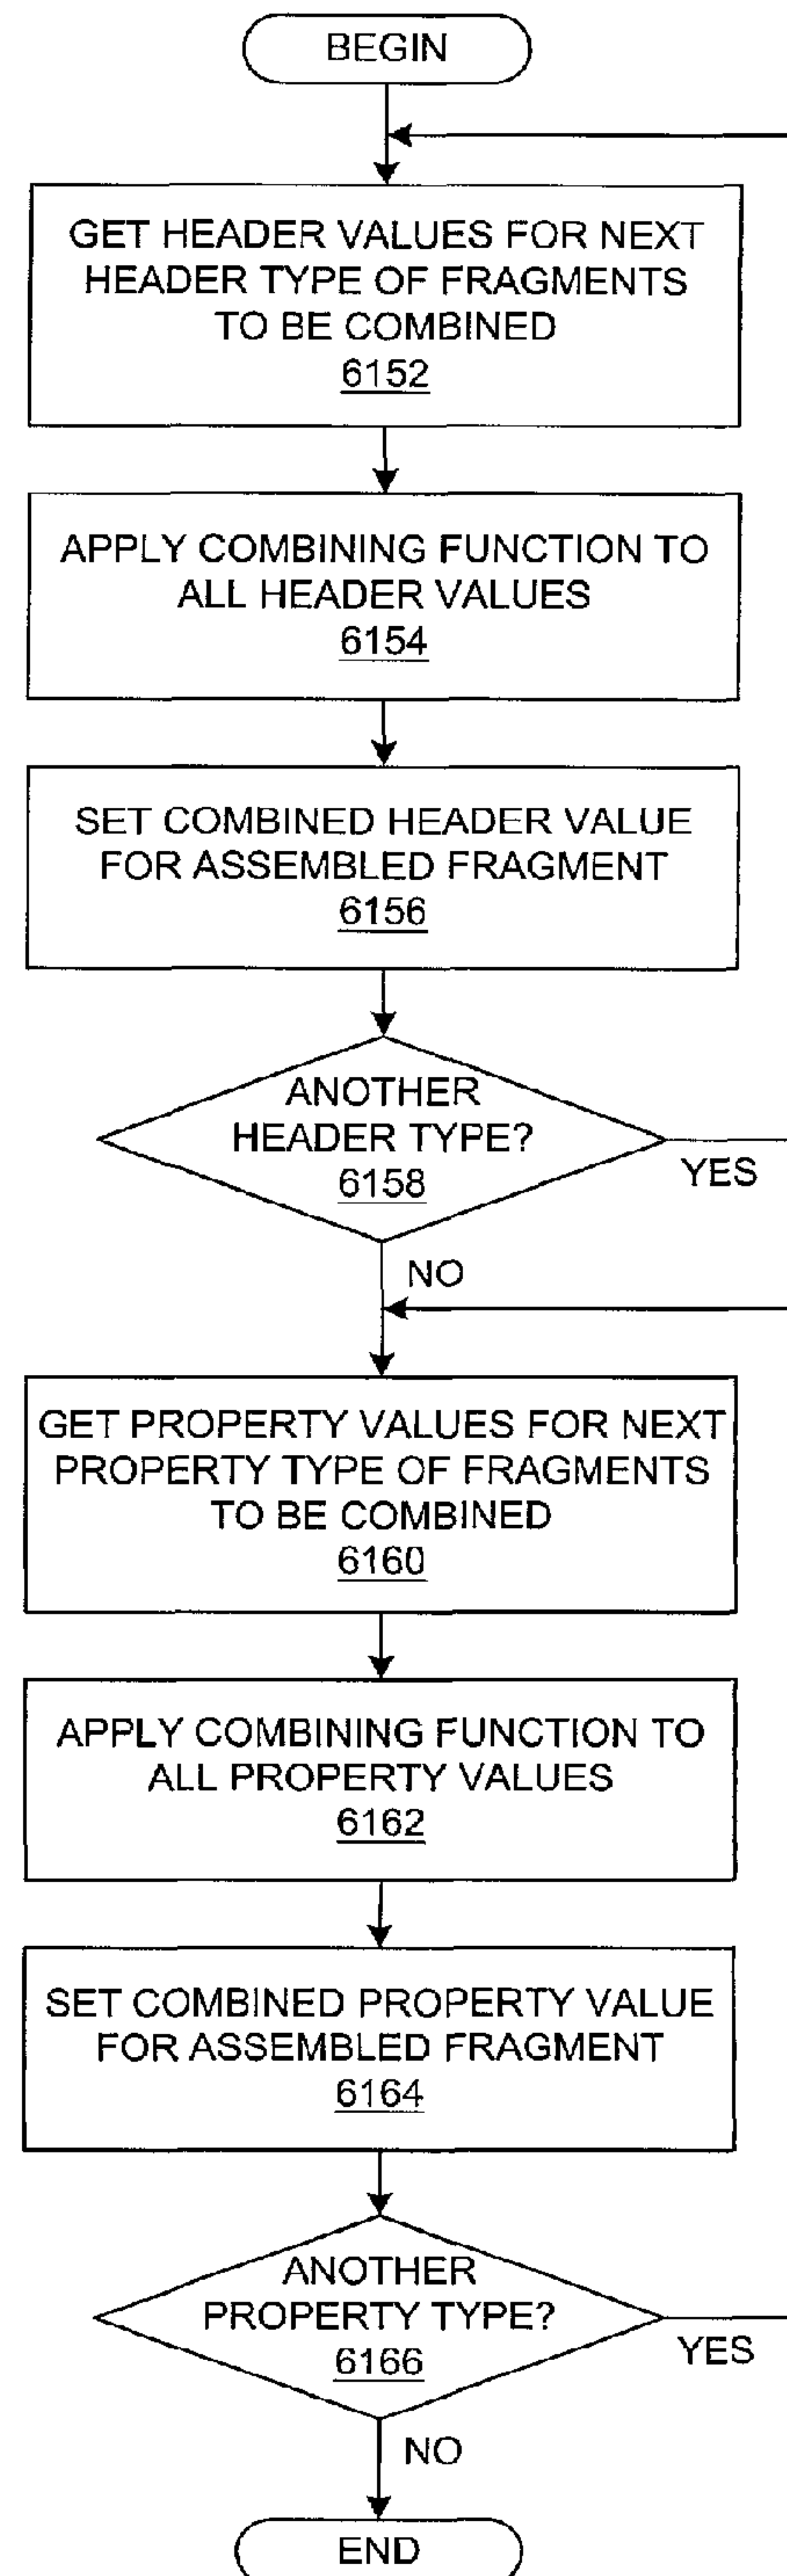 BEGIN
GET HEADER VALUES FOR NEXT
HEADER TYPE OF FRAGMENTS
TO BE COMBINED
6152
APPLY COMBINING FUNCTION TO
ALL HEADER VALUES
6154
SET COMBINED HEADER VALUE
FOR ASSEMBLED FRAGMENT
6156
ANOTHER
HEADER TYPE?
6158
YES
NO
GET PROPERTY VALUES FOR NEXT
PROPERTY TYPE OF FRAGMENTS
TO BE COMBINED
6160
APPLY COMBINING FUNCTION TO
ALL PROPERTY VALUES
6162
SET COMBINED PROPERTY VALUE
FOR ASSEMBLED FRAGMENT
6164
ANOTHER
PROPERTY TYPE?
6166
YES
NO
END